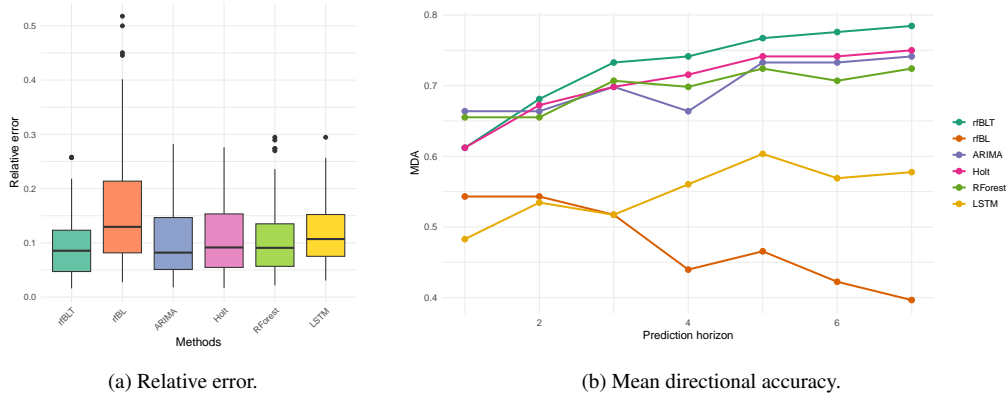 0.5
0.4
0.3
0.2
0.1
0.0
Relative error
rfBLT
rfBL
ARIMA
Holt
RForest
LSTM
Methods
(a) Relative error.
0.8
0.7
0.6
0.5
0.4
MDA
2
4
6
Prediction horizon
rfBLT
rfBL
ARIMA
Holt
RForest
LSTM
(b) Mean directional accuracy.